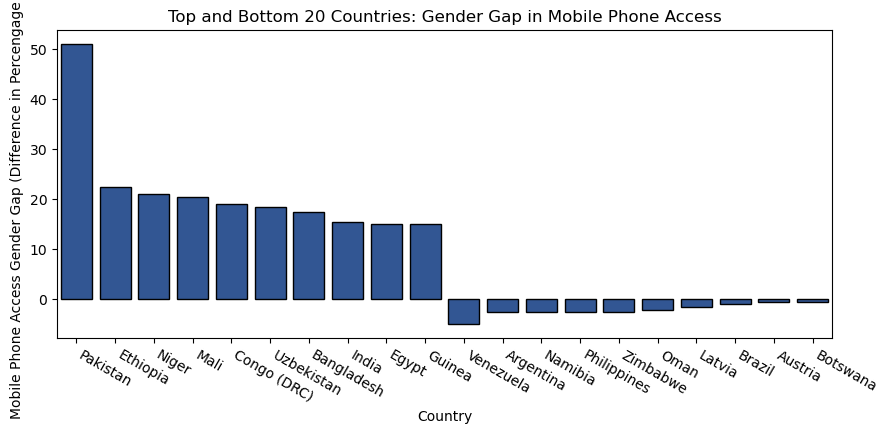 Top and Bottom 20 Countries: Gender Gap in Mobile Phone Access
Mobile Phone Access Gender Gap (Difference in Percengage
50
40
30
20
10
0
Pakistan
Ethiopia
Niger
Mali
Congo (DRC)
Uzbekistan
Bangladesh
India
Egypt
Guinea
Venezuela
Argentina
Namibia
Philippines
Zimbabwe
Oman
Latvia
Brazil
Austria
Botswana
Country